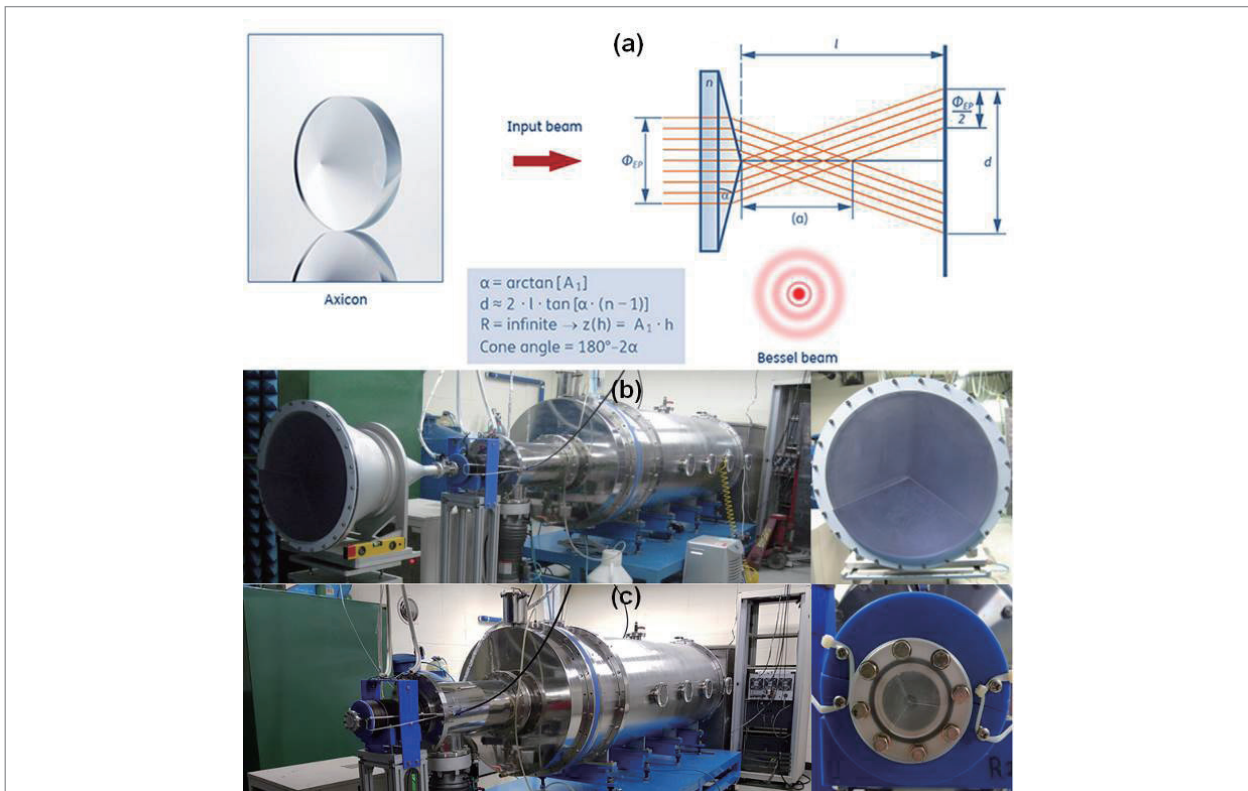 (a)
l
n
Input beam
Φ_EP
Φ_EP
2
d
α
(a)
Axicon
α = arctan [A₁]
d ≈ 2 · l · tan [α · (n – 1)]
R = infinite → z(h) = A₁ · h
Cone angle = 180°–2α
Bessel beam
(b)
(c)